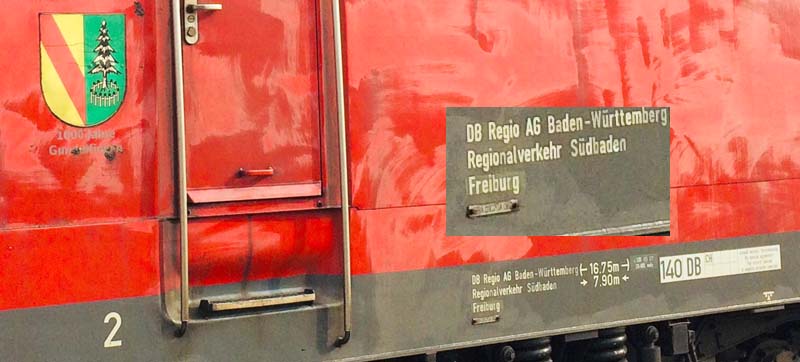 1000 Jahre
DB Regio AG Baden-Württemberg
Regionalverkehr Südbaden
Freiburg
DB Regio AG Baden-Württemberg
Regionalverkehr Südbaden
Freiburg
16.75m
7.90m
140 DB CH
2